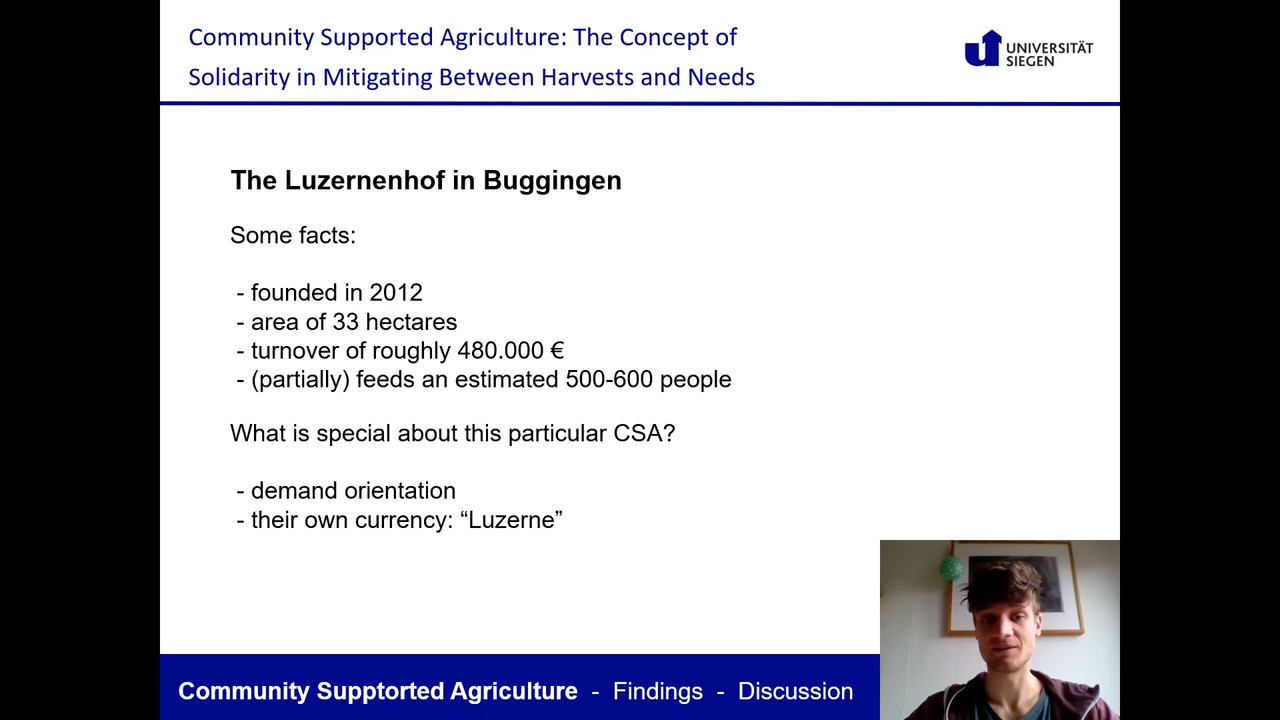 Community Supported Agriculture: The Concept of
Solidarity in Mitigating Between Harvests and Needs
UNIVERSITÄT
SIEGEN
The Luzernenhof in Buggingen
Some facts:
- founded in 2012
- area of 33 hectares
- turnover of roughly 480.000 €
- (partially) feeds an estimated 500-600 people
What is special about this particular CSA?
- demand orientation
- their own currency: “Luzerne”
Community Supptorted Agriculture - Findings - Discussion